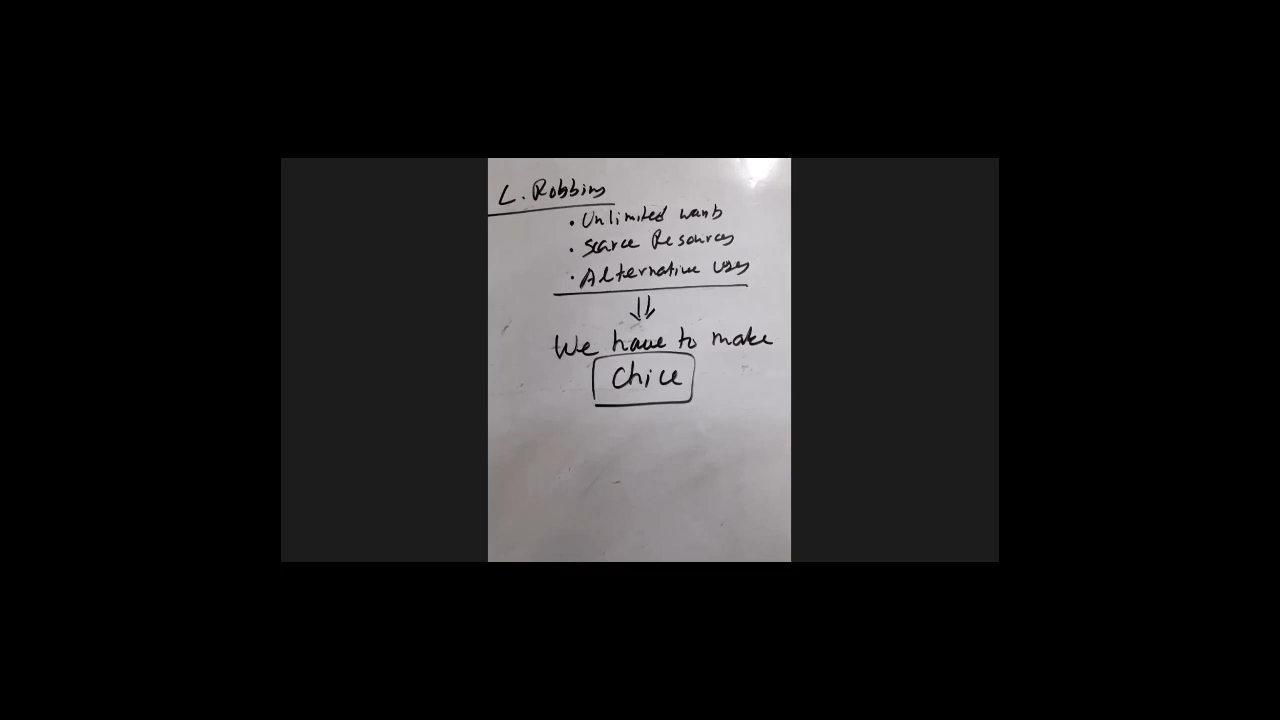 L. Robbins
• Unlimited wants
• Scarce Resources
• Alternative uses
We have to make
Chice